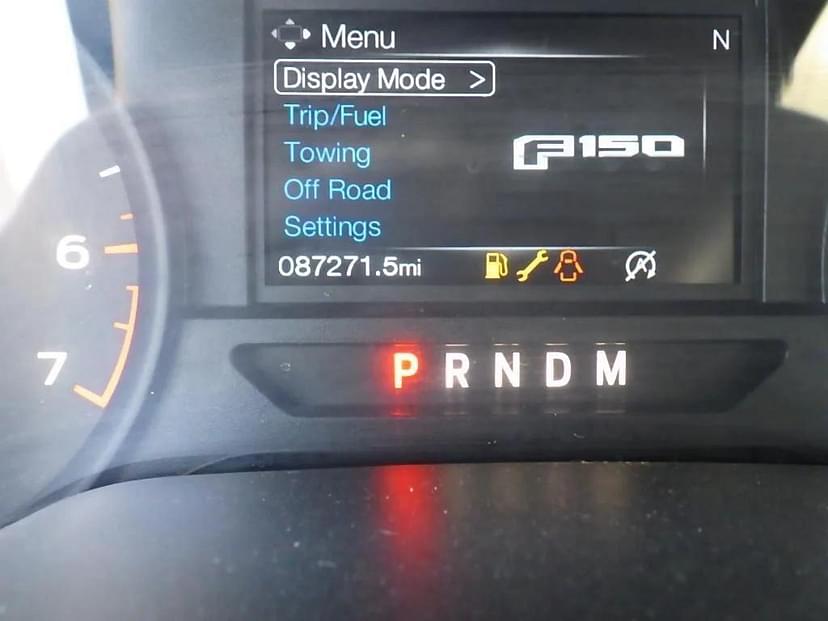 Menu N
Display Mode >
Trip/Fuel
Towing
F150
Off Road
Settings
087271.5mi
6
7
P R N D M